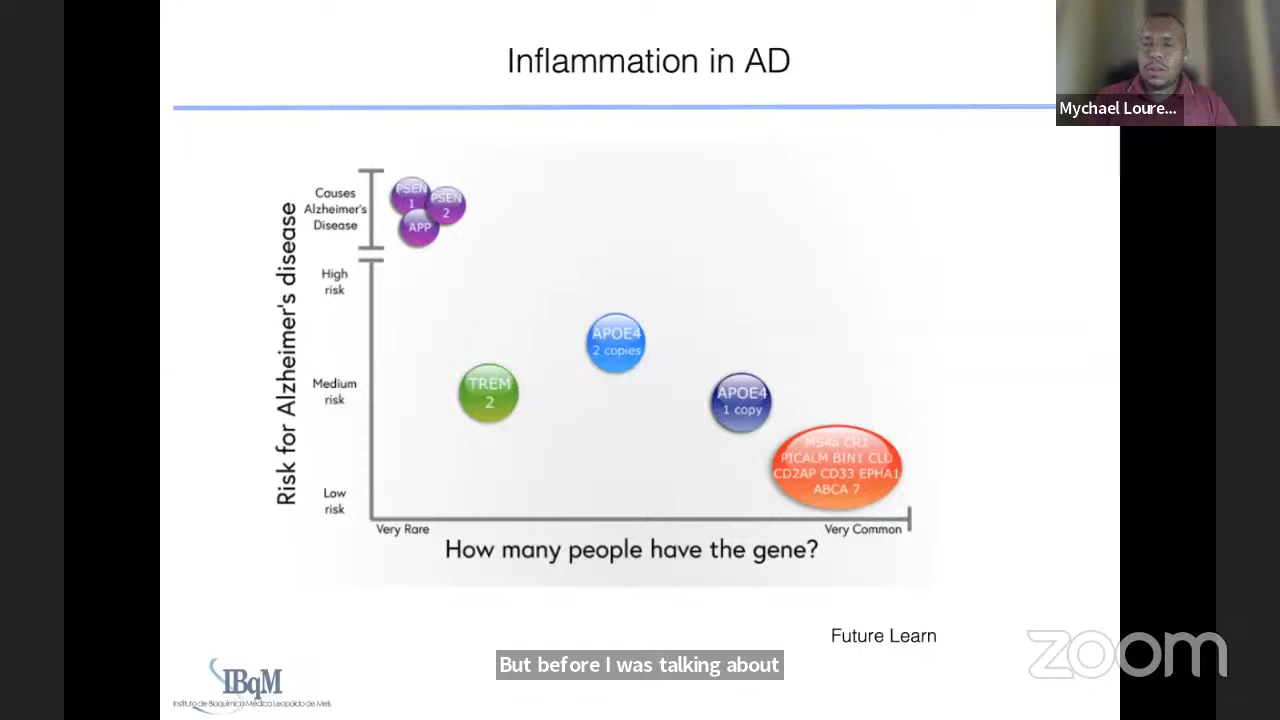 Inflammation in AD
Mychael Loure...
Risk for Alzheimer's disease
Causes
Alzheimer's
Disease
High
risk
Medium
risk
Low
risk
PSEN
1
PSEN
2
APP
APOE4
2 copies
TREM
2
APOE4
1 copy
MS4a CR1
PICALM BIN1 CLU
CD2AP CD33 EPHA1
ABCA 7
Very Rare
Very Common
How many people have the gene?
Future Learn
But before I was talking about
zoom
IBqM
Instituto de Bioquímica Médica Leopoldo de Meis